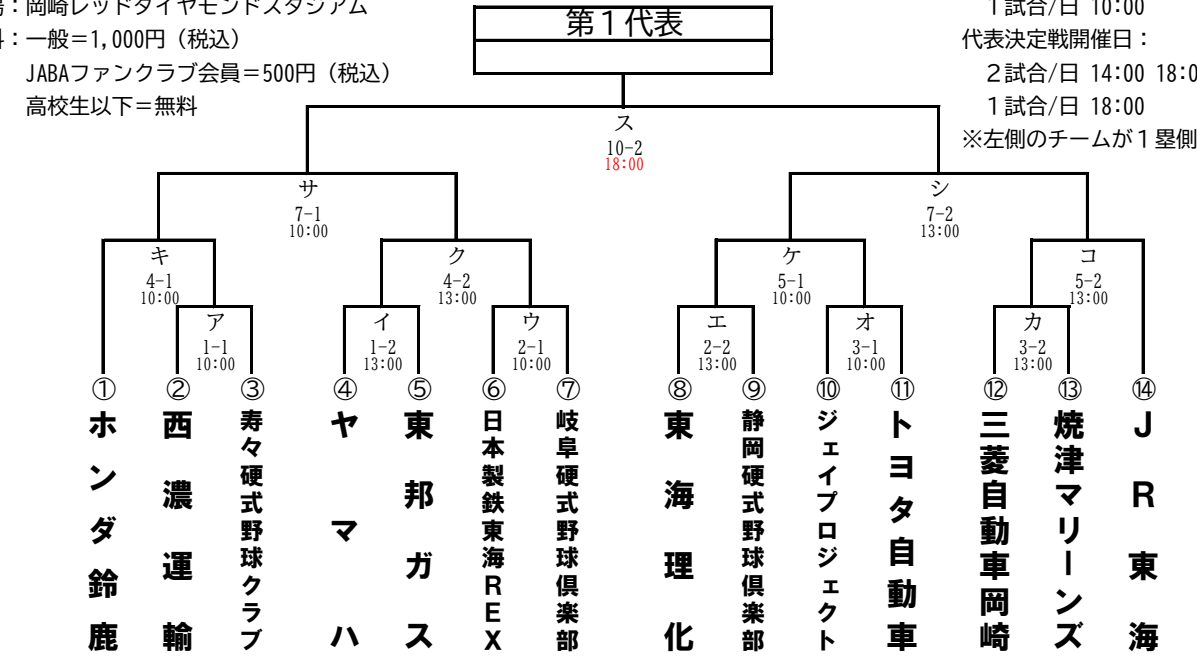 場：岡崎レッドダイヤモンドスタジアム
料：一般＝1,000円（税込）
JABAファンクラブ会員＝500円（税込）
高校生以下＝無料
第１代表
１試合/日 10:00
代表決定戦開催日：
２試合/日 14:00 18:0
１試合/日 18:00
※左側のチームが１塁側
ス
10-2
18:00
サ
7-1
10:00
シ
7-2
13:00
キ
4-1
10:00
ク
4-2
13:00
ケ
5-1
10:00
コ
5-2
13:00
ア
1-1
10:00
イ
1-2
13:00
ウ
2-1
10:00
エ
2-2
13:00
オ
3-1
10:00
カ
3-2
13:00
① ホンダ鈴鹿
② 西濃運輸
③ 寿々硬式野球クラブ
④ ヤマハ
⑤ 東邦ガス
⑥ 日本製鉄東海REX
⑦ 岐阜硬式野球倶楽部
⑧ 東海理化
⑨ 静岡硬式野球倶楽部
⑩ ジェイプロジェクト
⑪ トヨタ自動車
⑫ 三菱自動車岡崎
⑬ 焼津マリーンズ
⑭ JR東海